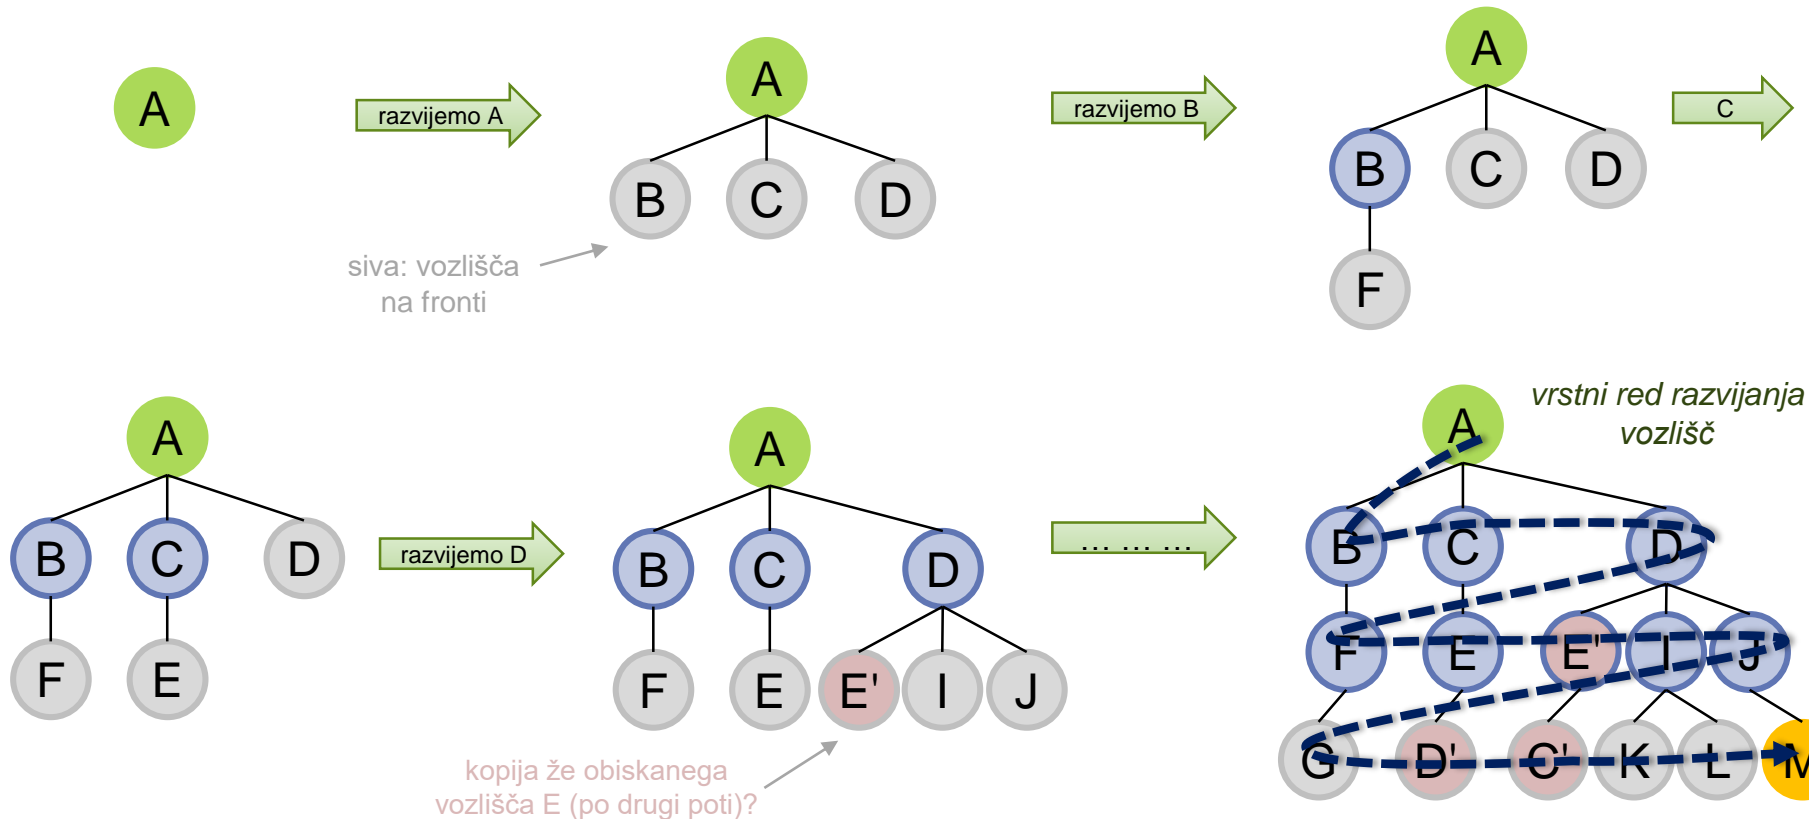 A
razvijemo A
A
B C D
siva: vozlišča
na fronti
razvijemo B
A
B C D
F
C
A
B C D
F E
razvijemo D
A
B C D
F E E' I J
kopija že obiskanega
vozlišča E (po drugi poti)?
... ... ...
vrstni red razvijanja
vozlišč
A
B C D
F E E' I J
G D' C' K L M